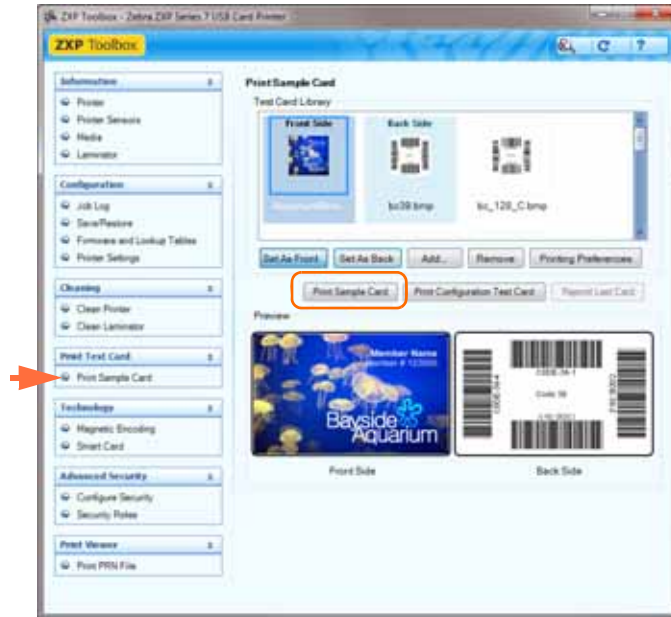 ZXP Toolbox - Zebra ZXP Series 7 USB Card Printer
ZXP Toolbox
?
Information
Printer
Printer Sensors
Media
Laminator
Configuration
Job Log
Save/Restore
Firmware and Lookup Tables
Printer Settings
Cleaning
Clean Printer
Clean Laminator
Print Test Card
Print Sample Card
Technology
Magnetic Encoding
Smart Card
Advanced Security
Configure Security
Security Roles
Print Viewer
Print PRN File
Print Sample Card
Test Card Library
Front Side
Back Side
bc39.bmp
bc_128_C.bmp
Set As Front
Set As Back
Add...
Remove
Printing Preferences
Print Sample Card
Print Configuration Test Card
Reprint Last Card
Preview
Member Name
Member # 123000
Bayside
Aquarium
Code 39
Front Side
Back Side